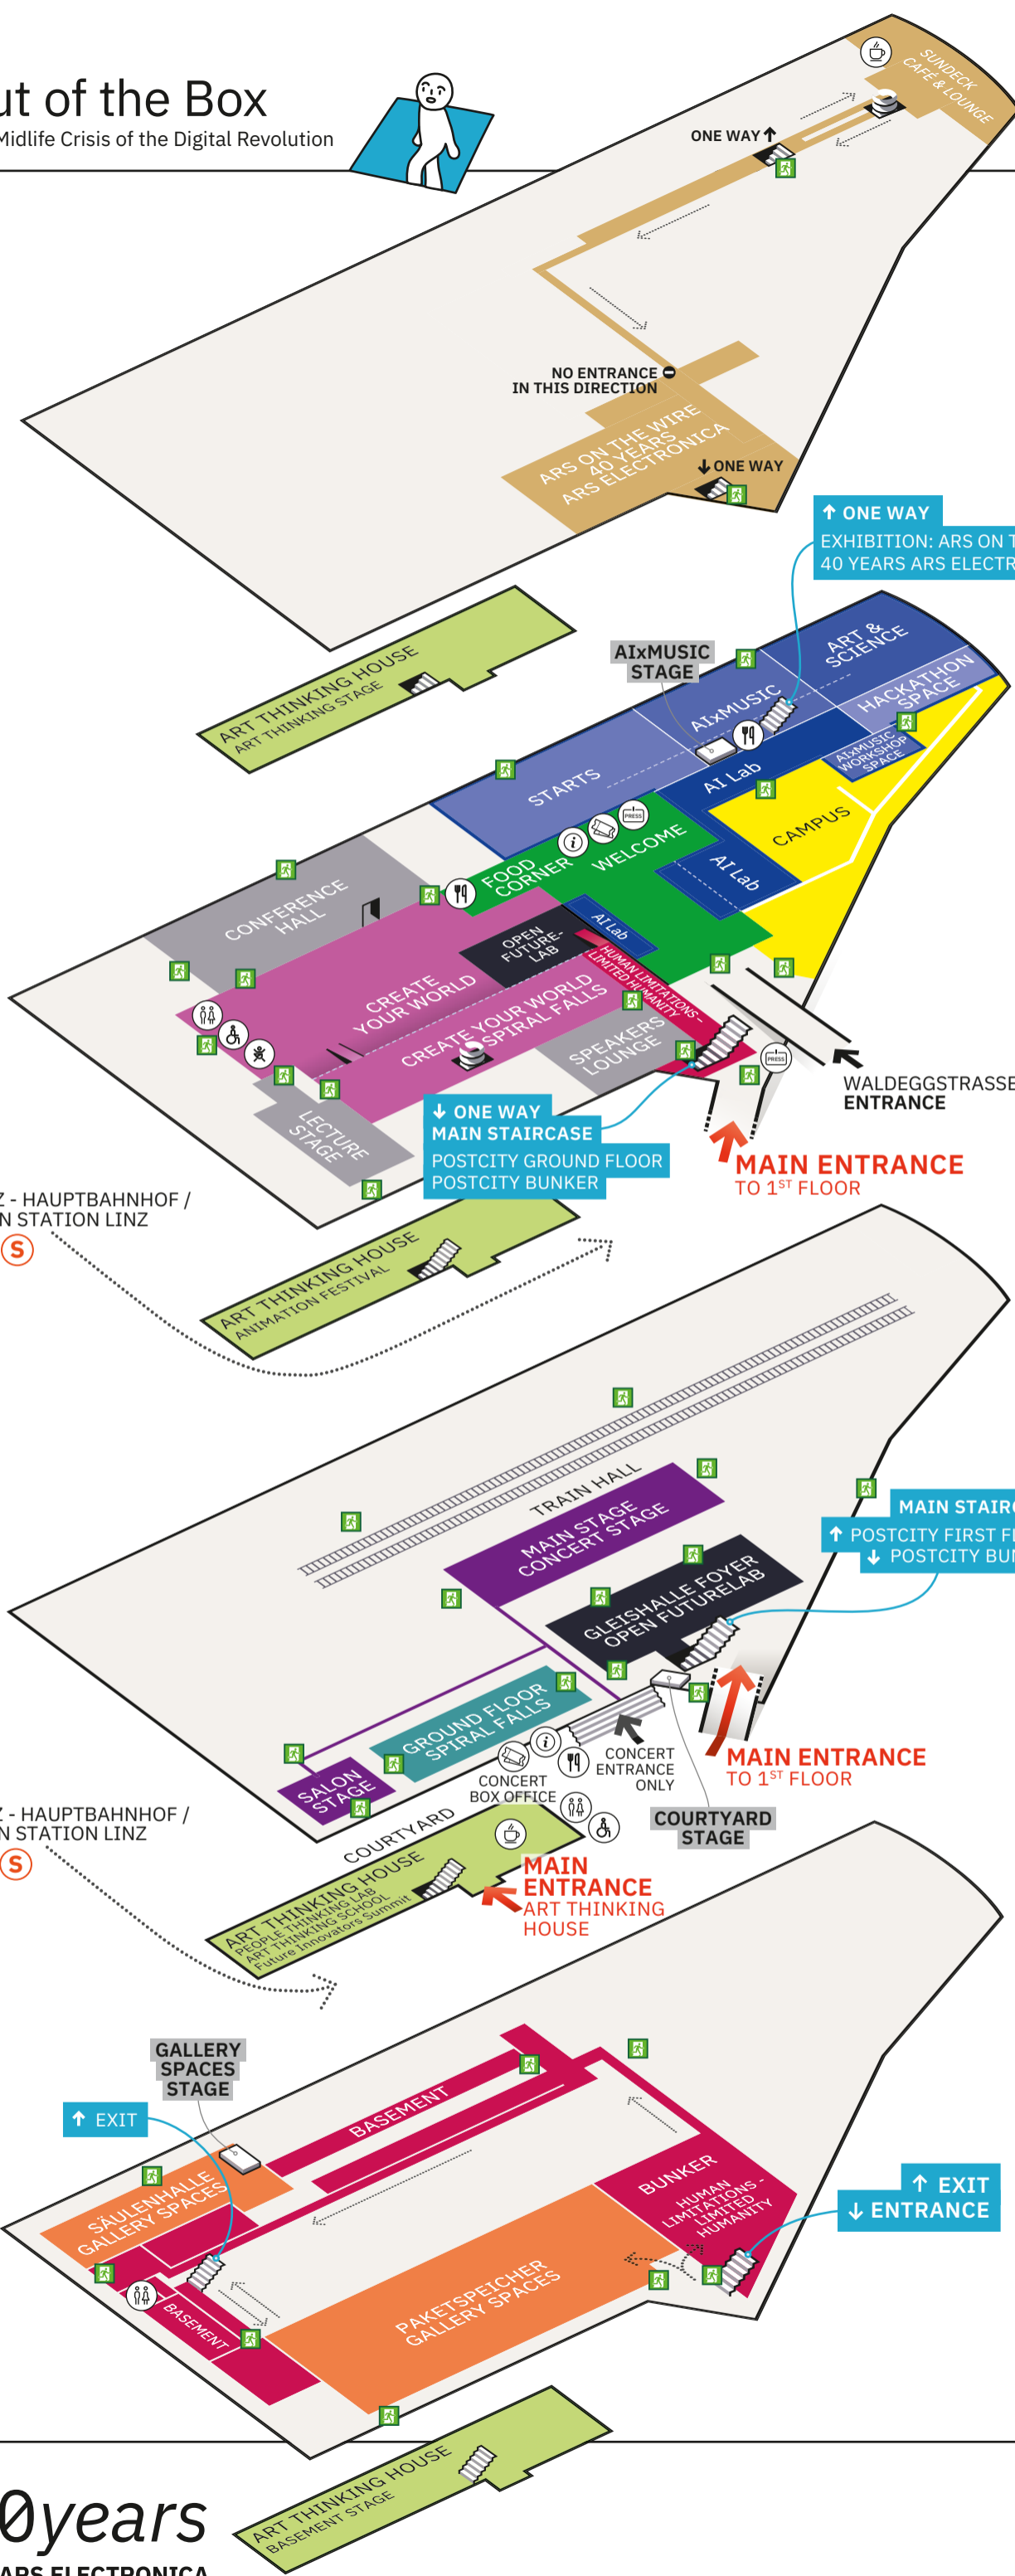 ut of the Box
Midlife Crisis of the Digital Revolution
SUNDECK
CAFÉ & LOUNGE
ONE WAY ↑
NO ENTRANCE
IN THIS DIRECTION
ARS ON THE WIRE
40 YEARS
ARS ELECTRONICA
↓ ONE WAY
↑ ONE WAY
EXHIBITION: ARS ON T
40 YEARS ARS ELECTR
ART THINKING HOUSE
ART THINKING STAGE
AIxMUSIC
STAGE
ART &
SCIENCE
HACKATHON
SPACE
AIxMUSIC
AIxMUSIC
WORKSHOP
SPACE
STARTS
AI Lab
CAMPUS
PRESS
WELCOME
FOOD
CORNER
AI Lab
CONFERENCE
HALL
AI Lab
OPEN
FUTURE-
LAB
HUMAN LIMITATIONS –
LIMITED HUMANITY
CREATE
YOUR WORLD
CREATE YOUR WORLD
SPIRAL FALLS
SPEAKERS
LOUNGE
PRESS
LECTURE
STAGE
WALDEGGSTRASSE
ENTRANCE
↓ ONE WAY
MAIN STAIRCASE
POSTCITY GROUND FLOOR
POSTCITY BUNKER
MAIN ENTRANCE
TO 1ST FLOOR
Z - HAUPTBAHNHOF /
N STATION LINZ
S
ART THINKING HOUSE
ANIMATION FESTIVAL
TRAIN HALL
MAIN STAGE
CONCERT STAGE
MAIN STAIRC
↑ POSTCITY FIRST FL
↓ POSTCITY BUN
GLEISHALLE FOYER
OPEN FUTURELAB
GROUND FLOOR
SPIRAL FALLS
SALON
STAGE
CONCERT
ENTRANCE
ONLY
CONCERT
BOX OFFICE
MAIN ENTRANCE
TO 1ST FLOOR
COURTYARD
STAGE
COURTYARD
Z - HAUPTBAHNHOF /
N STATION LINZ
S
ART THINKING HOUSE
PEOPLE THINKING LAB
ART THINKING SCHOOL
Future Innovators Summit
MAIN
ENTRANCE
ART THINKING
HOUSE
GALLERY
SPACES
STAGE
↑ EXIT
BASEMENT
SÄULENHALLE
GALLERY SPACES
BUNKER
HUMAN
LIMITATIONS -
LIMITED
HUMANITY
↑ EXIT
↓ ENTRANCE
PAKETSPEICHER
GALLERY SPACES
BASEMENT
ART THINKING HOUSE
BASEMENT STAGE
0years
ARS ELECTRONICA